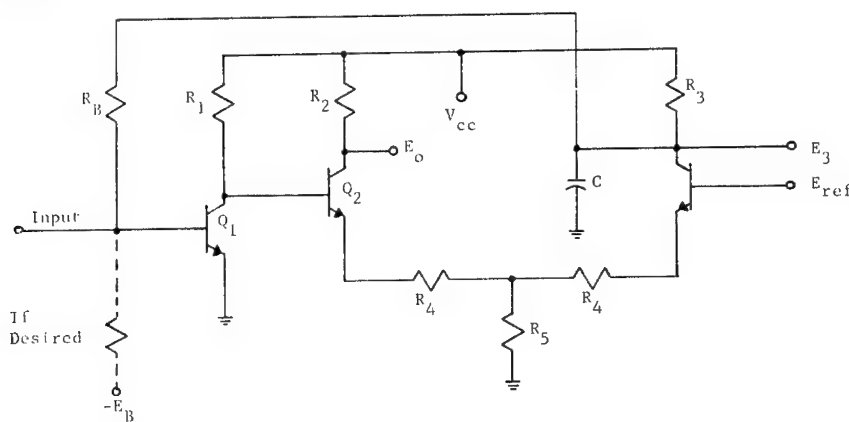 R_B
R_1
R_2
V_cc
R_3
E_o
E_3
C
E_ref
Q_2
Input
Q_1
If
Desired
R_4
R_4
R_5
-E_B